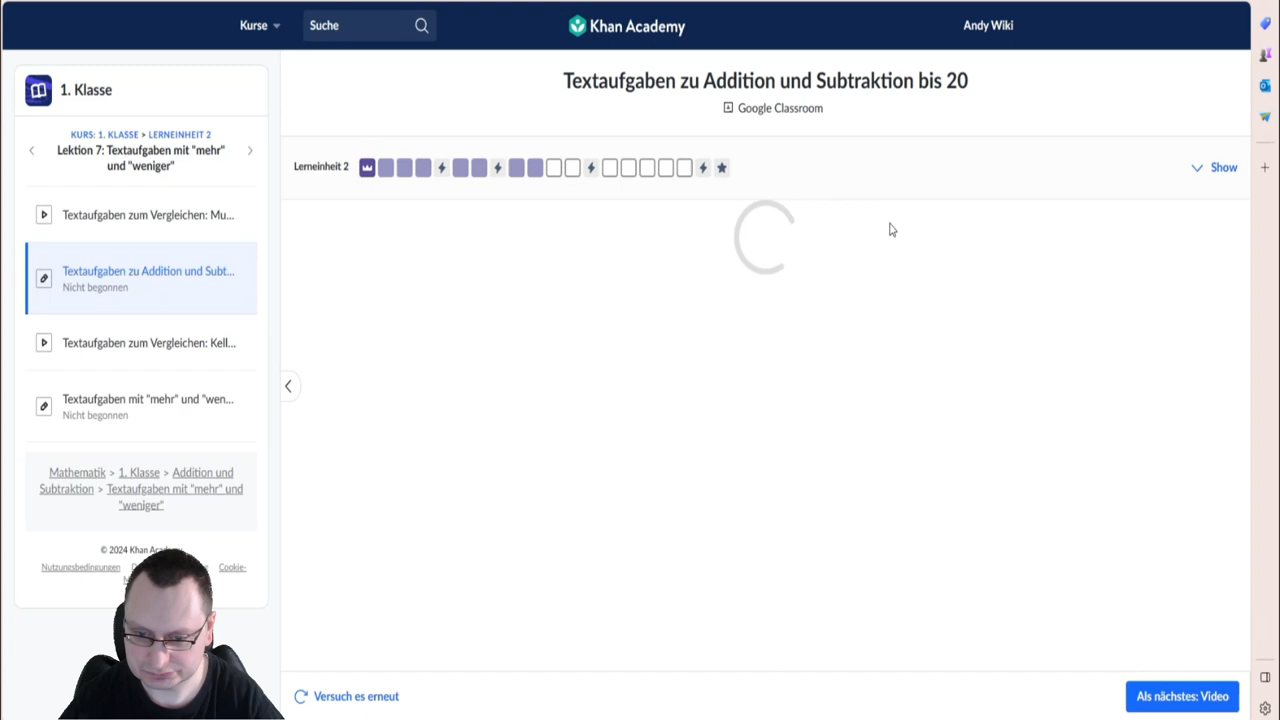 Kurse
Suche
Khan Academy
Andy Wiki
1. Klasse
KURS: 1. KLASSE > LERNEINHEIT 2
Lektion 7: Textaufgaben mit "mehr"
und "weniger"
Textaufgaben zum Vergleichen: Mu...
Textaufgaben zu Addition und Subt...
Nicht begonnen
Textaufgaben zum Vergleichen: Kell...
Textaufgaben mit "mehr" und "wen...
Nicht begonnen
Mathematik > 1. Klasse > Addition und
Subtraktion > Textaufgaben mit "mehr" und
"weniger"
© 2024 Khan
Nutzungsbedingungen
Cookie-
Textaufgaben zu Addition und Subtraktion bis 20
Google Classroom
Lerneinheit 2
Show
Versuch es erneut
Als nächstes: Video